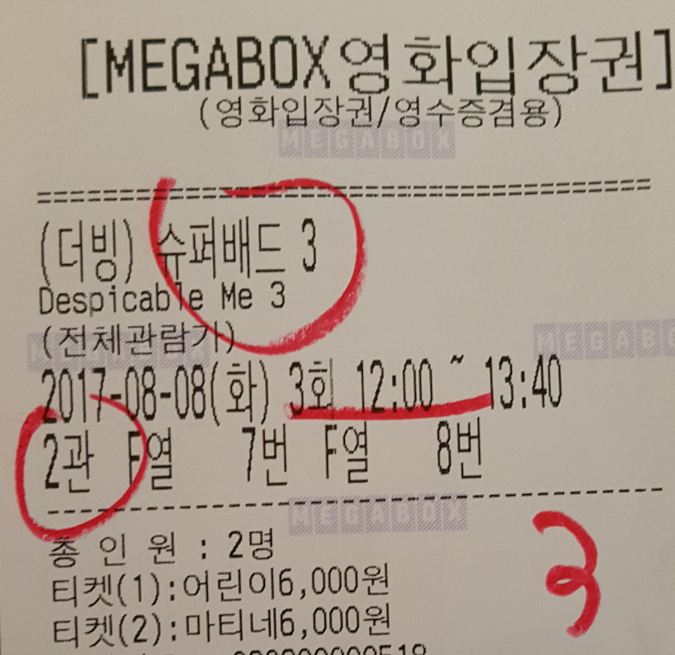 [MEGABOX영화입장권]
(영화입장권/영수증겸용)
MEGABOX
(더빙) 슈퍼배드 3
Despicable Me 3
(전체관람가)
MEGABOX
2017-08-08(화) 3회 12:00 ~ 13:40
2관 F열 7번 F열 8번
MEGABOX
총 인 원 : 2명
3
티켓(1):어린이6,000원
티켓(2):마티네6,000원